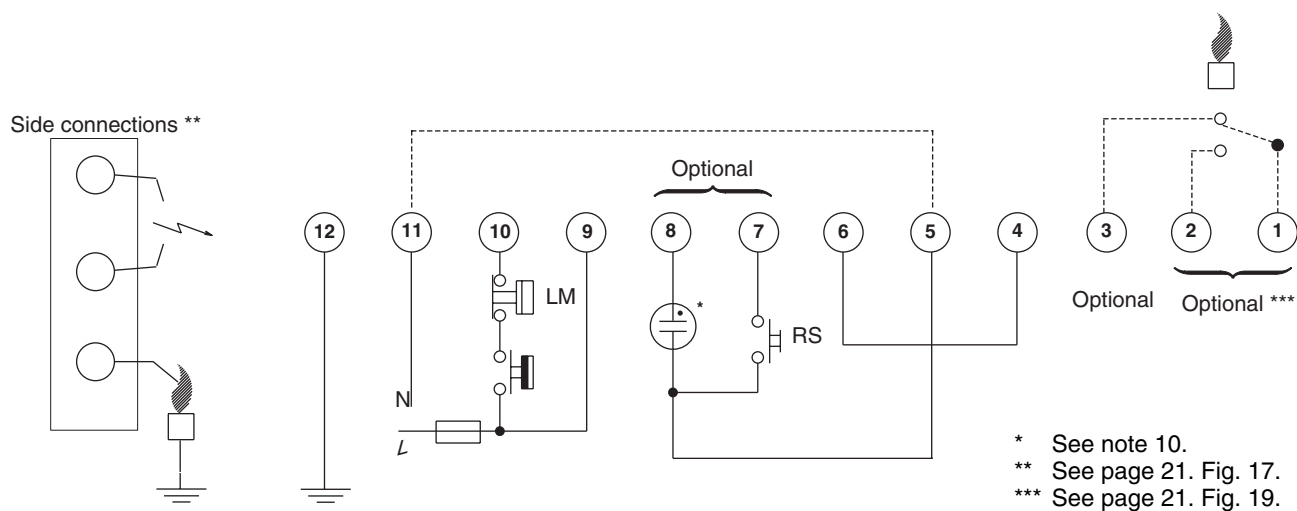 Side connections **
Optional
12 11 10 9 8 7 6 5 4 3 2 1
LM
*
RS
Optional
Optional ***
N
L
* See note 10.
** See page 21. Fig. 17.
*** See page 21. Fig. 19.